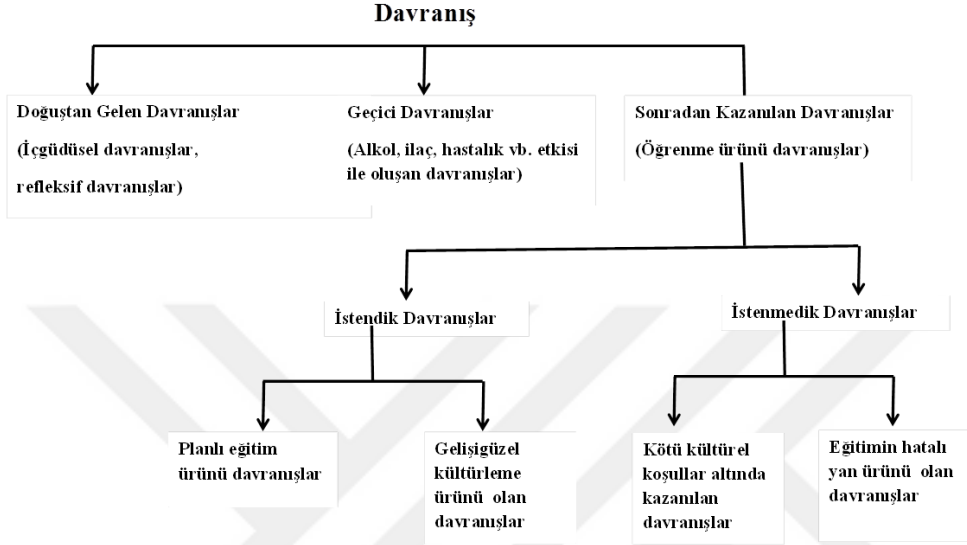 Davranış
Doğuştan Gelen Davranışlar
(İçgüdüsel davranışlar,
refleksif davranışlar)
Geçici Davranışlar
(Alkol, ilaç, hastalık vb. etkisi
ile oluşan davranışlar)
Sonradan Kazanılan Davranışlar
(Öğrenme ürünü davranışlar)
İstendik Davranışlar
İstenmedik Davranışlar
Planlı eğitim
ürünü davranışlar
Gelişigüzel
kültürleme
ürünü olan
davranışlar
Kötü kültürel
koşullar altında
kazanılan
davranışlar
Eğitimin hatalı
yan ürünü olan
davranışlar